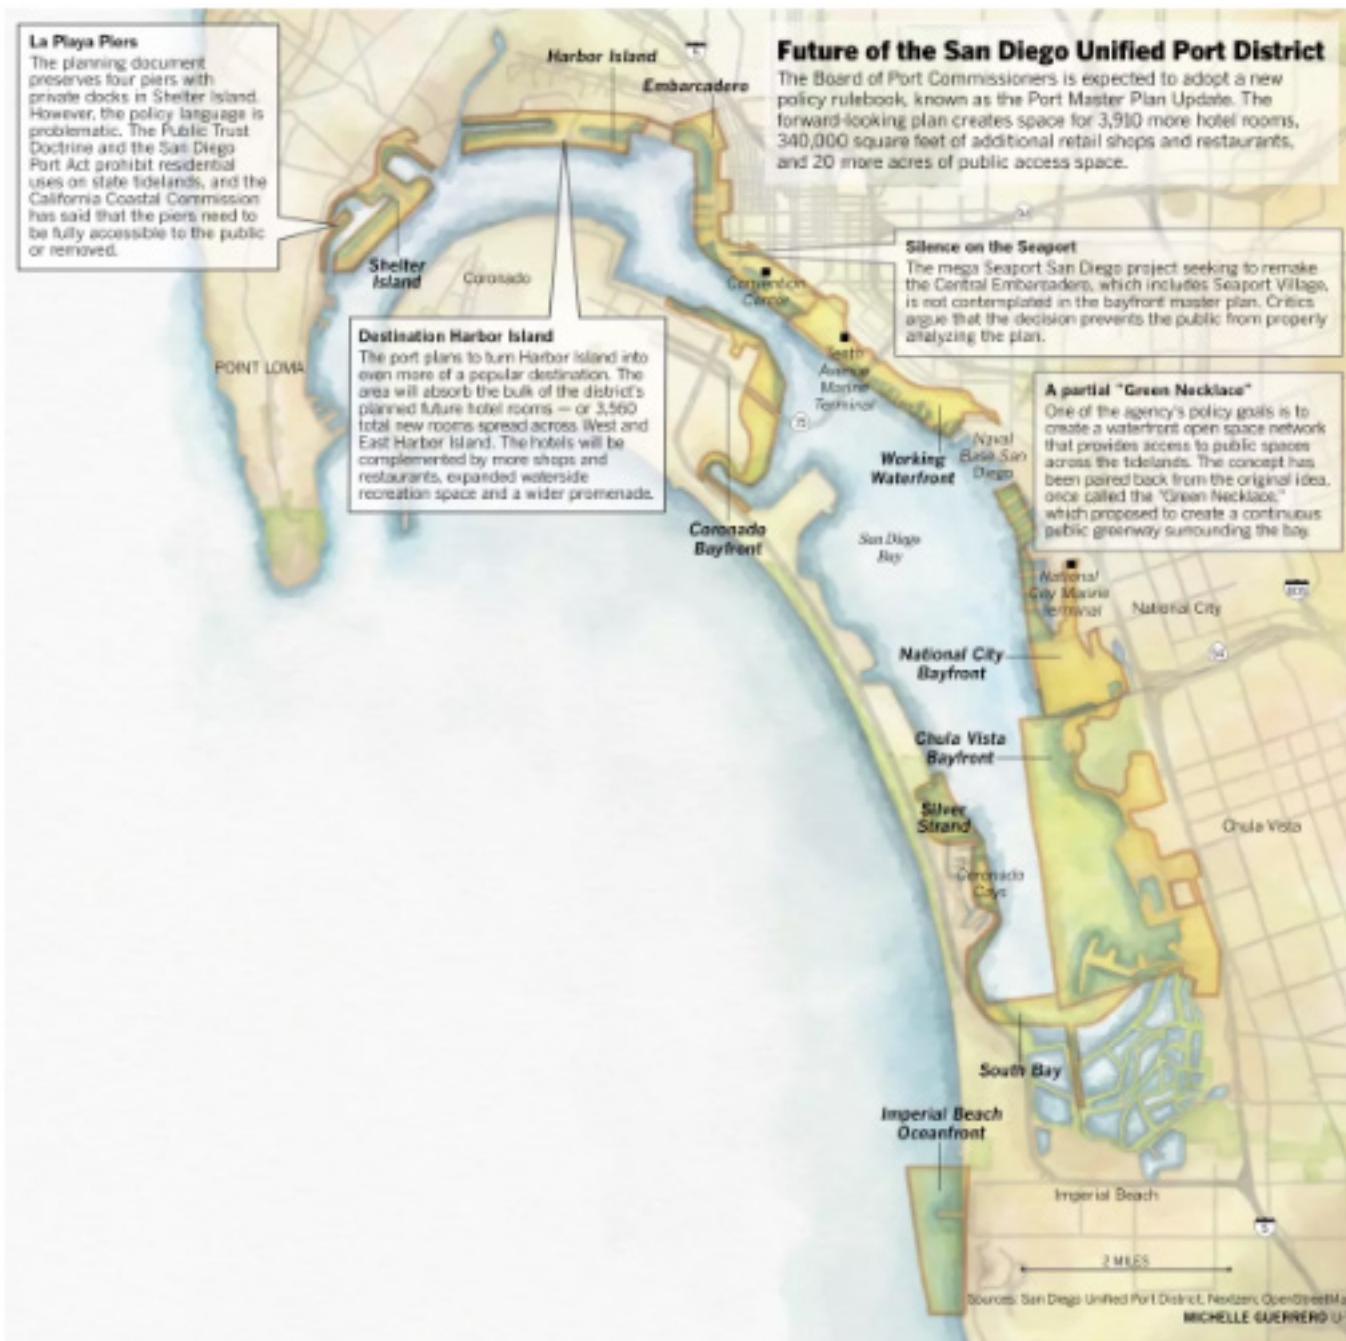 La Playa Piers
The planning document
preserves four piers with
private docks in Shelter Island.
However, the policy language is
problematic. The Public Trust
Doctrine and the San Diego
Port Act prohibit residential
uses on state tidelands, and the
California Coastal Commission
has said that the piers need to
be fully accessible to the public
or removed.
Harbor Island
5
Embarcadero
Future of the San Diego Unified Port District
The Board of Port Commissioners is expected to adopt a new
policy rulebook, known as the Port Master Plan Update. The
forward-looking plan creates space for 3,910 more hotel rooms,
340,000 square feet of additional retail shops and restaurants,
and 20 more acres of public access space.
94
Silence on the Seaport
The mega Seaport San Diego project seeking to remake
the Central Embarcadero, which includes Seaport Village,
is not contemplated in the bayfront master plan. Critics
argue that the decision prevents the public from properly
analyzing the plan.
Shelter
Island
Coronado
Convention
Center
Destination Harbor Island
The port plans to turn Harbor Island into
even more of a popular destination. The
area will absorb the bulk of the district's
planned future hotel rooms — or 3,560
total new rooms spread across West and
East Harbor Island. The hotels will be
complemented by more shops and
restaurants, expanded waterside
recreation space and a wider promenade.
POINT LOMA
Tenth
Avenue
Marine
Terminal
75
A partial "Green Necklace"
One of the agency's policy goals is to
create a waterfront open space network
that provides access to public spaces
across the tidelands. The concept has
been paired back from the original idea,
once called the "Green Necklace,"
which proposed to create a continuous
public greenway surrounding the bay.
Working
Waterfront
Naval
Base San
Diego
Coronado
Bayfront
San Diego
Bay
National
City Marine
Terminal
National City
805
54
National City
Bayfront
Chula Vista
Bayfront
Silver
Strand
Chula Vista
Coronado
Cays
South Bay
Imperial Beach
Oceanfront
Imperial Beach
5
2 MILES
Sources: San Diego Unified Port District, Nextzen, OpenStreetMa
MICHELLE GUERRERO U-